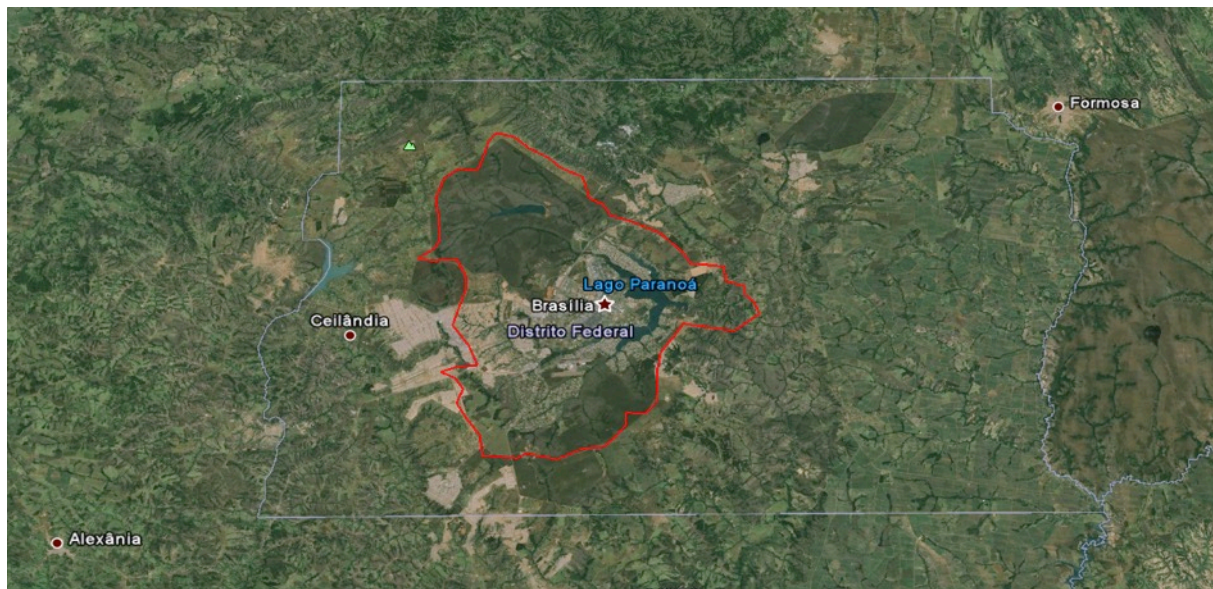 Formosa
Lago Paranoá
Brasília
Ceilândia
Distrito Federal
Alexânia